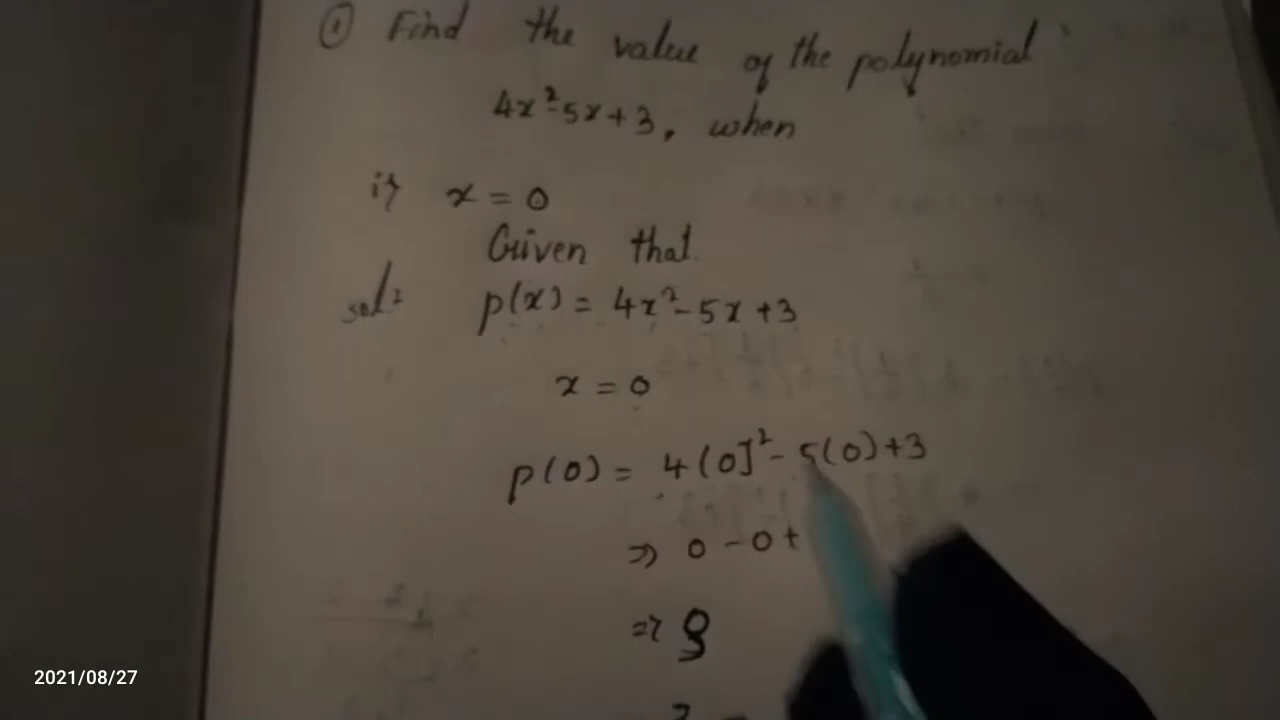 ① Find the value of the polynomial
4x²-5x+3, when
i) x = 0
Given that
sol: p(x) = 4x²-5x+3
x = 0
p(0) = 4(0]²- 5(0)+3
⇒ 0 - 0 +
⇒
2021/08/27